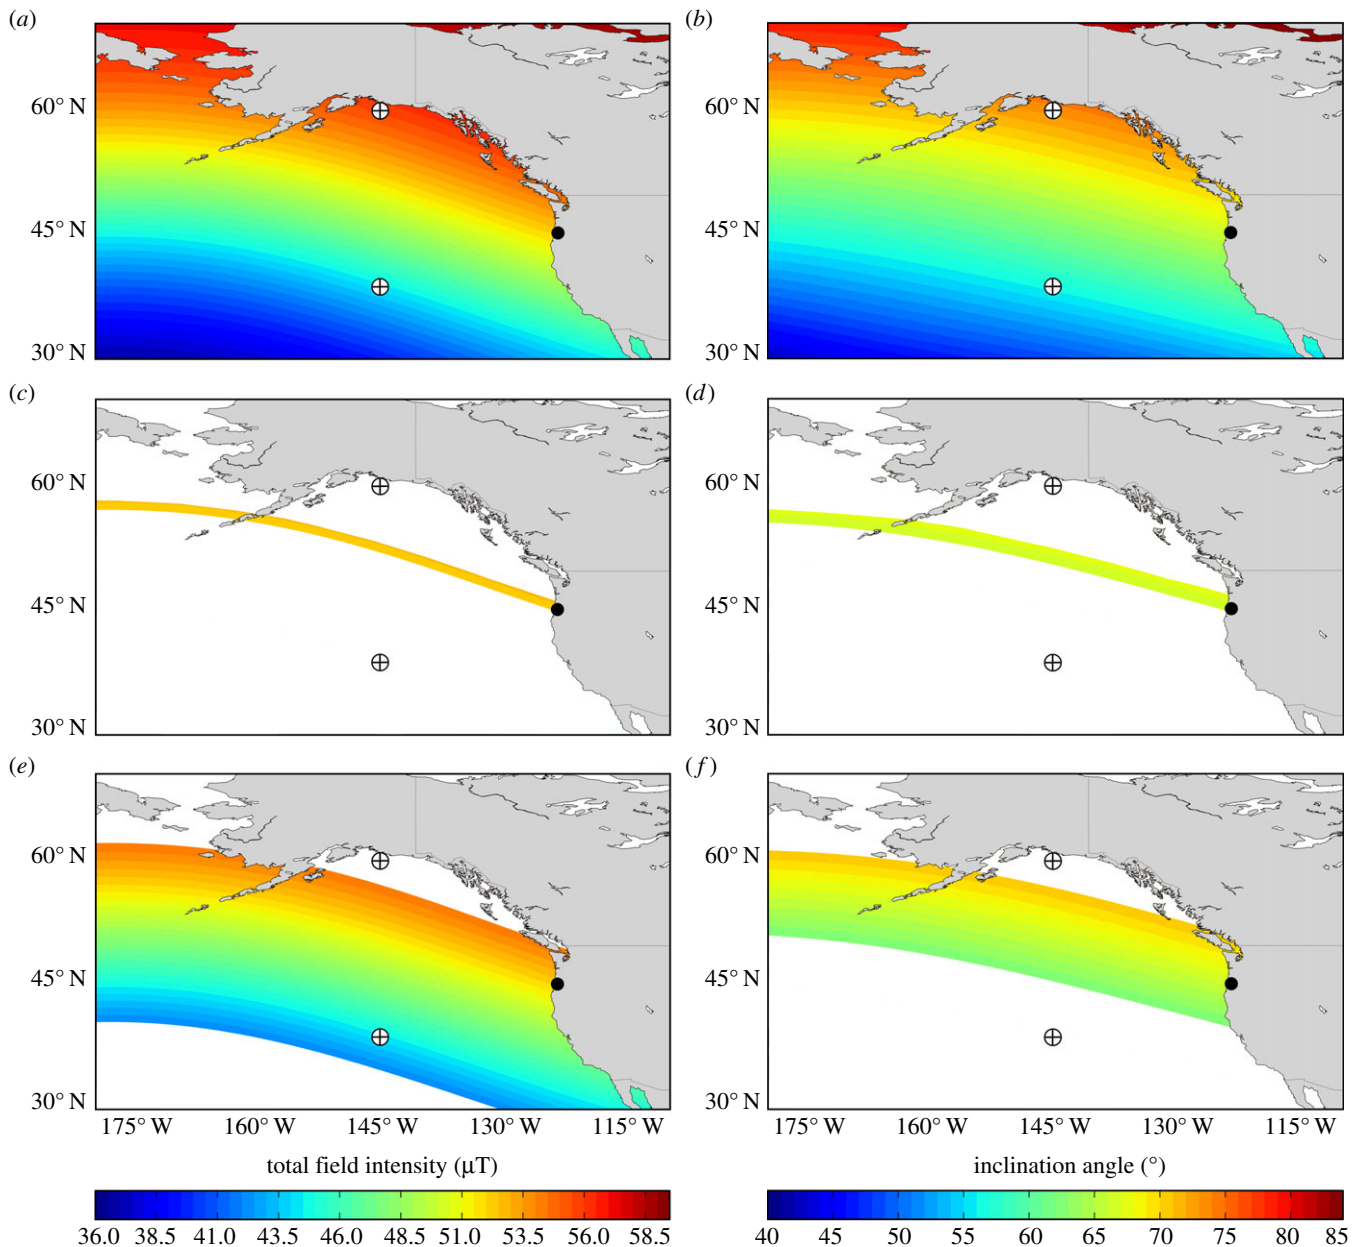 (a)
(b)
60° N
45° N
30° N
60° N
45° N
30° N
(c)
(d)
60° N
45° N
30° N
60° N
45° N
30° N
(e)
(f)
60° N
45° N
30° N
60° N
45° N
30° N
175° W 160° W 145° W 130° W 115° W
175° W 160° W 145° W 130° W 115° W
total field intensity (µT)
inclination angle (°)
36.0 38.5 41.0 43.5 46.0 48.5 51.0 53.5 56.0 58.5
40 45 50 55 60 65 70 75 80 85